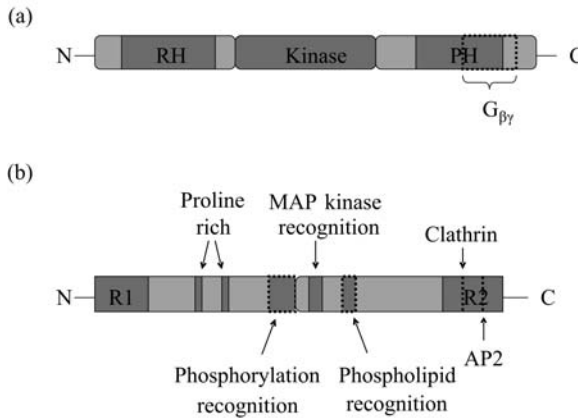 (a)
N RH Kinase PH C
Gβγ
(b)
Proline
rich
MAP kinase
recognition
Clathrin
N R1 R2 C
Phosphorylation
recognition
Phospholipid
recognition
AP2